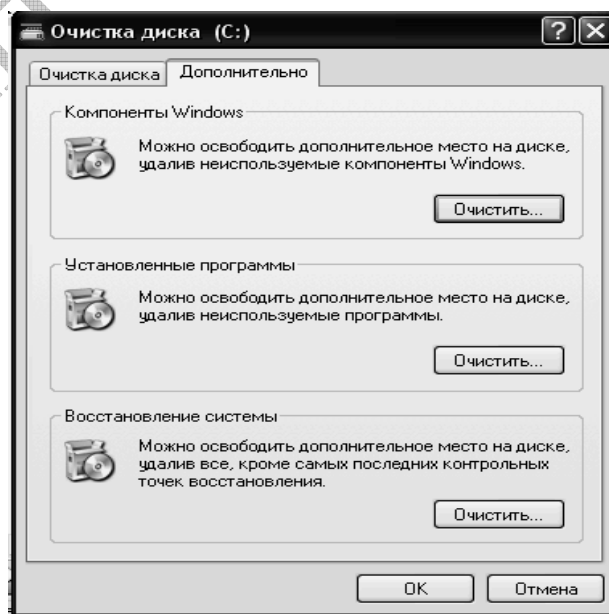 Очистка диска (C:)
Очистка диска Дополнительно
Компоненты Windows
Можно освободить дополнительное место на диске,
удалив неиспользуемые компоненты Windows.
Очистить...
Установленные программы
Можно освободить дополнительное место на диске,
удалив неиспользуемые программы.
Очистить...
Восстановление системы
Можно освободить дополнительное место на диске,
удалив все, кроме самых последних контрольных
точек восстановления.
Очистить...
OK Отмена